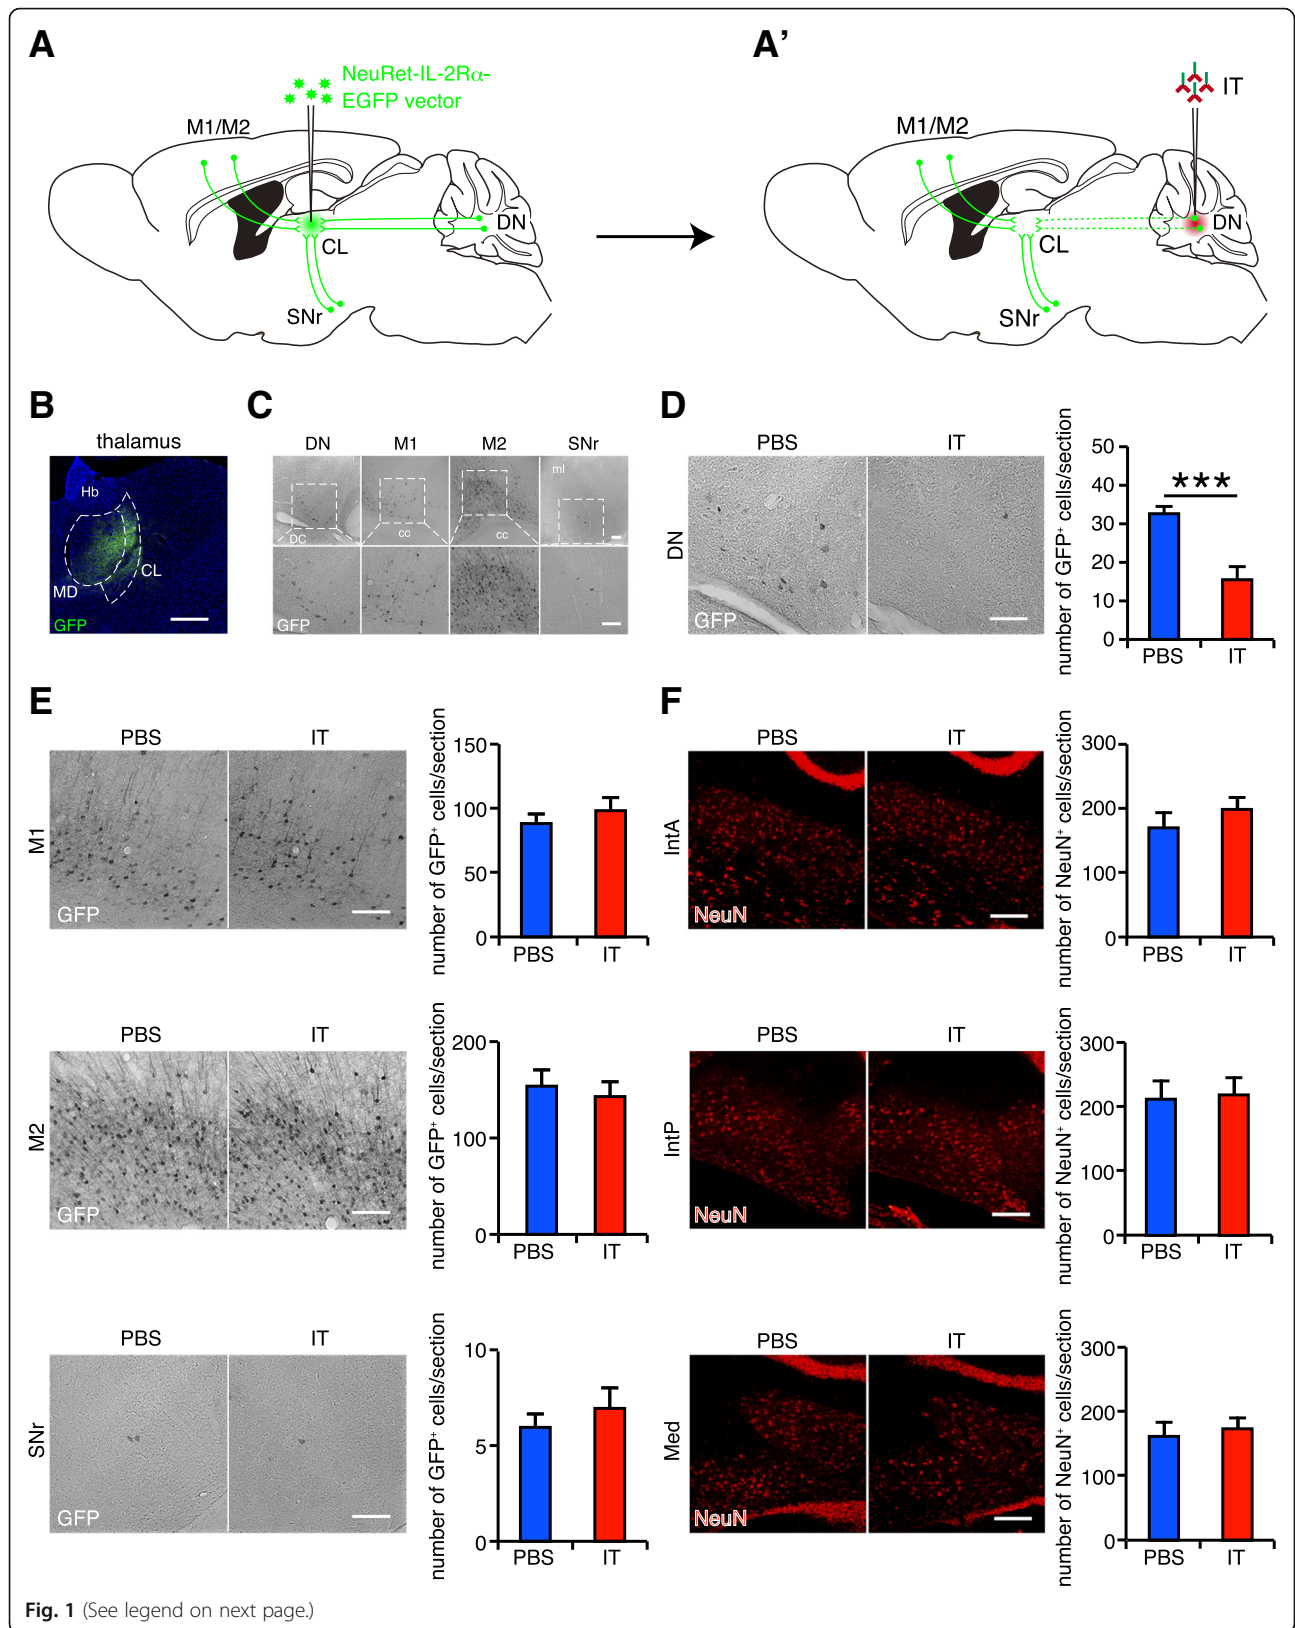 A
NeuRet-IL-2Rα-
EGFP vector
M1/M2
CL
DN
SNr
A'
IT
M1/M2
CL
DN
SNr
B
thalamus
Hb
CL
MD
GFP
C
DN M1 M2 SNr
ml
DC cc cc
GFP
D
PBS IT
DN
GFP
number of GFP⁺ cells/section
50
40
30
20
10
0
***
PBS IT
E
PBS IT
M1
GFP
number of GFP⁺ cells/section
150
100
50
0
PBS IT
PBS IT
M2
GFP
number of GFP⁺ cells/section
200
100
0
PBS IT
PBS IT
SNr
GFP
number of GFP⁺ cells/section
10
5
0
PBS IT
F
PBS IT
IntA
NeuN
number of NeuN⁺ cells/section
300
200
100
0
PBS IT
PBS IT
IntP
NeuN
number of NeuN⁺ cells/section
300
200
100
0
PBS IT
PBS IT
Med
NeuN
number of NeuN⁺ cells/section
300
200
100
0
PBS IT
Fig. 1 (See legend on next page.)